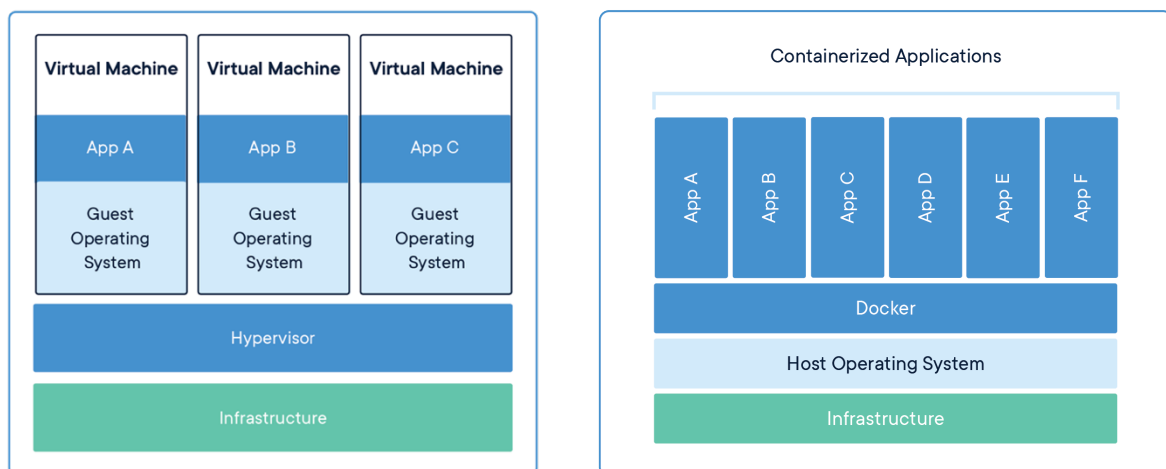 Virtual Machine
Virtual Machine
Virtual Machine
App A
App B
App C
Guest
Operating
System
Guest
Operating
System
Guest
Operating
System
Hypervisor
Infrastructure
Containerized Applications
App A
App B
App C
App D
App E
App F
Docker
Host Operating System
Infrastructure